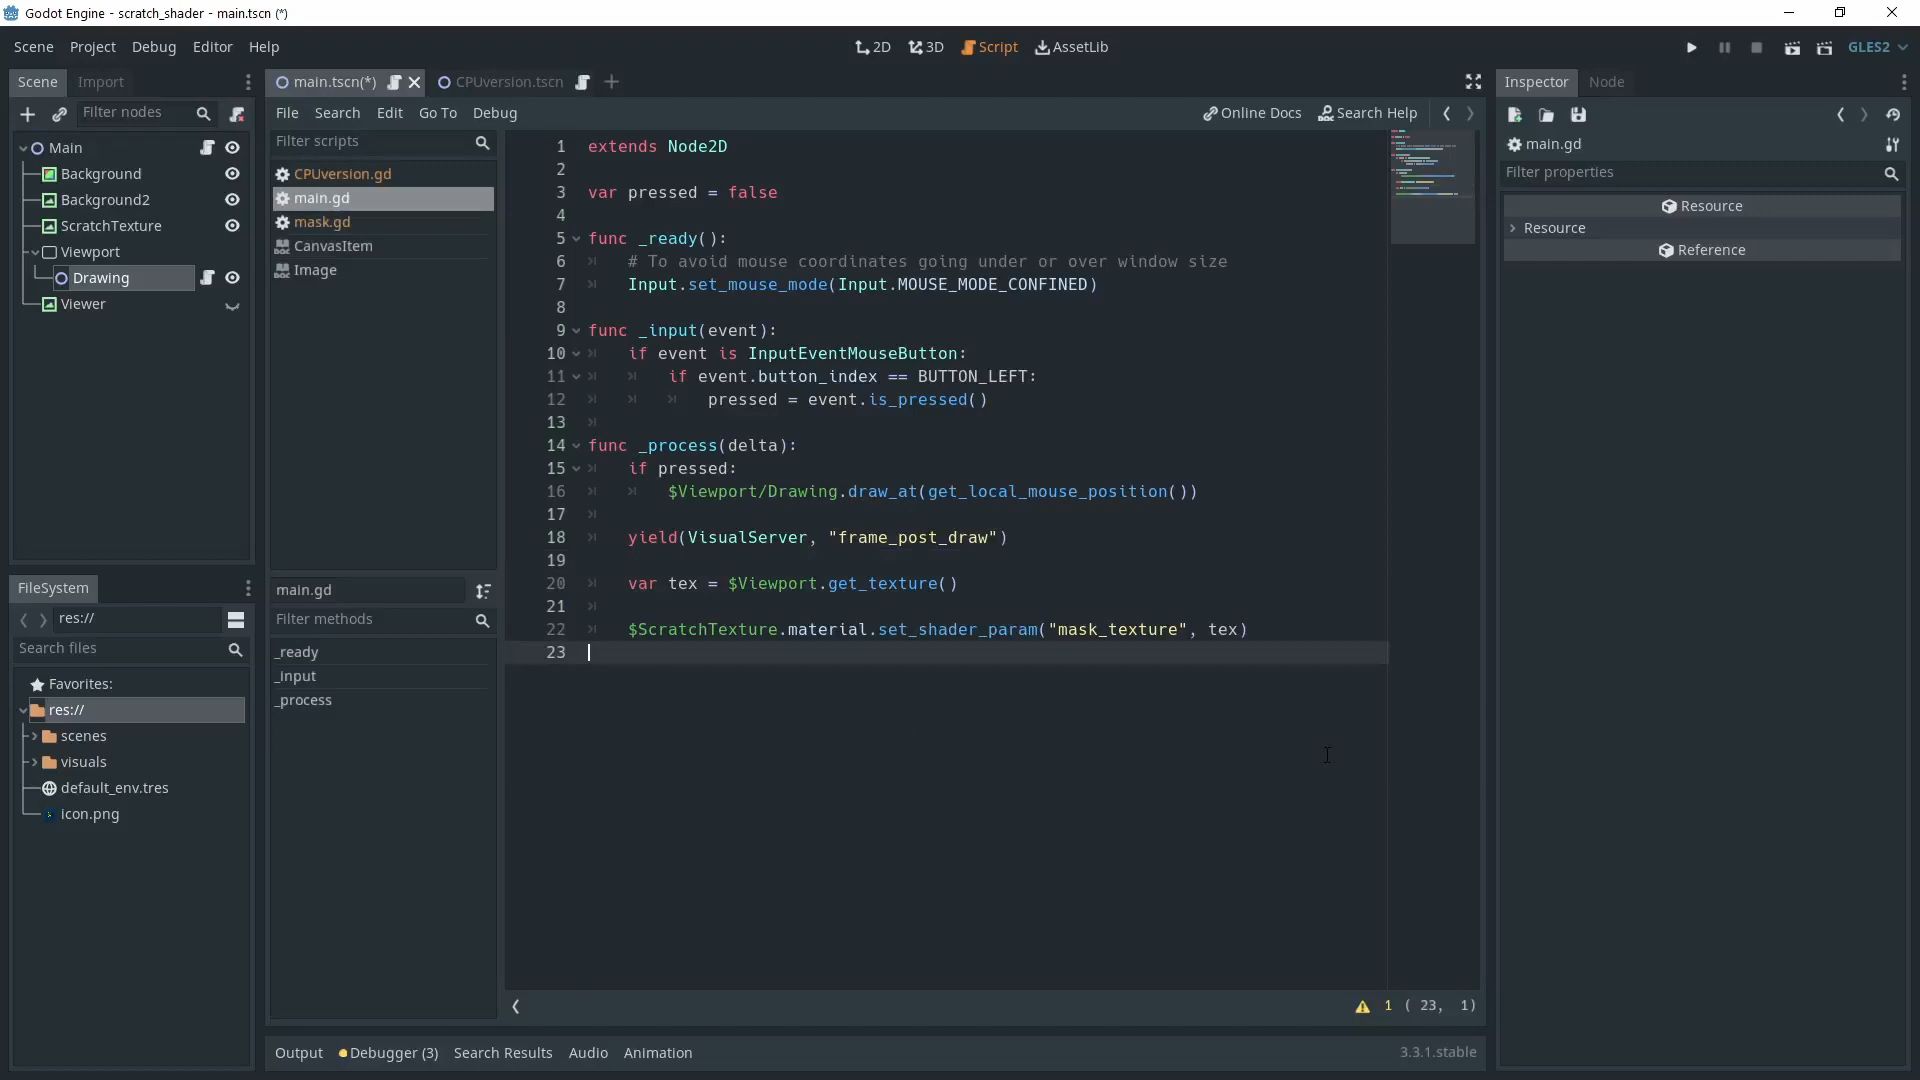 Godot Engine - scratch_shader - main.tscn (*)
Scene Project Debug Editor Help
2D 3D Script AssetLib
GLES2
Scene Import
Filter nodes
Main
Background
Background2
ScratchTexture
Viewport
Drawing
Viewer
FileSystem
res://
Search files
Favorites:
res://
scenes
visuals
default_env.tres
icon.png
main.tscn(*) CPUversion.tscn
File Search Edit Go To Debug
Online Docs Search Help
Filter scripts
CPUversion.gd
main.gd
mask.gd
CanvasItem
Image
main.gd
Filter methods
_ready
_input
_process
1 extends Node2D
2
3 var pressed = false
4
5 func _ready():
6 # To avoid mouse coordinates going under or over window size
7 Input.set_mouse_mode(Input.MOUSE_MODE_CONFINED)
8
9 func _input(event):
10 if event is InputEventMouseButton:
11 if event.button_index == BUTTON_LEFT:
12 pressed = event.is_pressed()
13
14 func _process(delta):
15 if pressed:
16 $Viewport/Drawing.draw_at(get_local_mouse_position())
17
18 yield(VisualServer, "frame_post_draw")
19
20 var tex = $Viewport.get_texture()
21
22 $ScratchTexture.material.set_shader_param("mask_texture", tex)
23
1 ( 23, 1)
Output Debugger (3) Search Results Audio Animation
3.3.1.stable
Inspector Node
main.gd
Filter properties
Resource
Resource
Reference